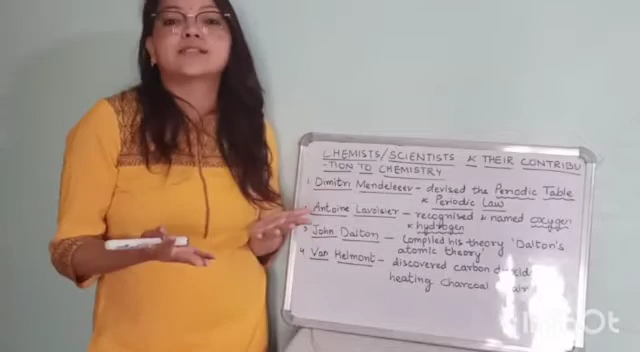 CHEMISTS/SCIENTISTS & THEIR CONTRIBU
-TION TO CHEMISTRY
1 Dimitri Mendeleev - devised the Periodic Table
& Periodic Law
2 Antoine Lavoisier - recognised & named oxygen
& hydrogen
3 John Dalton - Compiled his theory 'Dalton's
atomic theory'
4 Van Helmont - discovered carbon
heating charcoal air